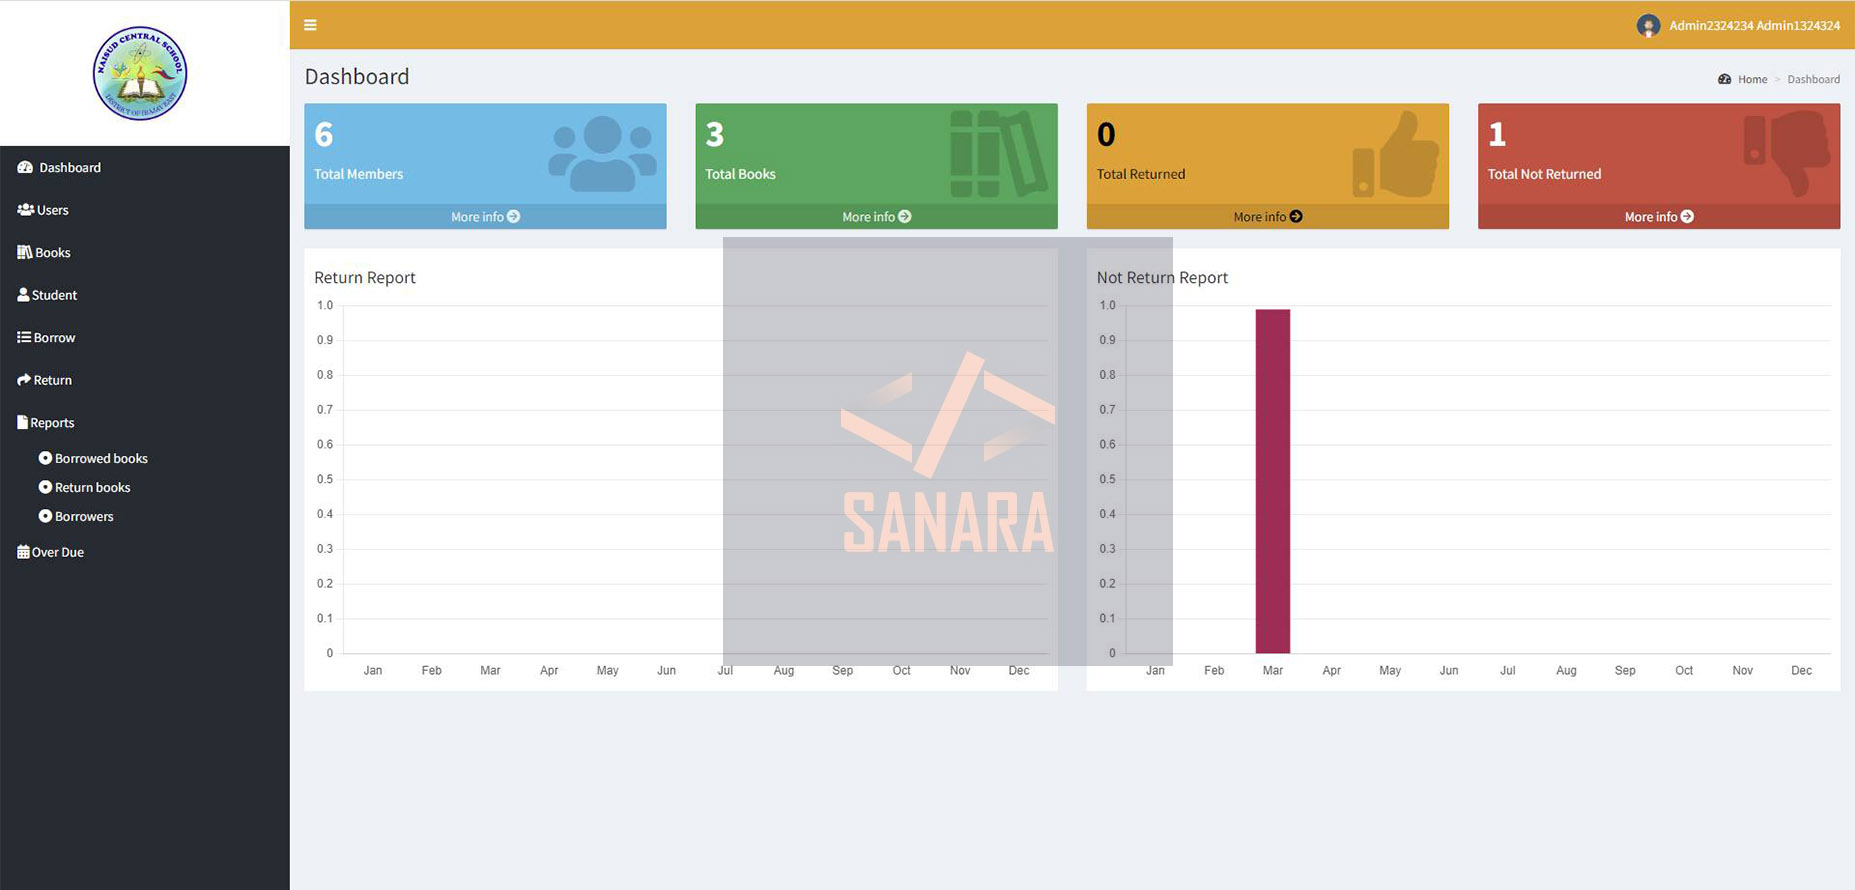 NAISUD CENTRAL SCHOOL
DISTRICT OF IBAJAY EAST
Admin2324234 Admin1324324
Dashboard
Users
Books
Student
Borrow
Return
Reports
Borrowed books
Return books
Borrowers
Over Due
Dashboard
Home > Dashboard
6
Total Members
More info
3
Total Books
More info
0
Total Returned
More info
1
Total Not Returned
More info
Return Report
1.0
0.9
0.8
0.7
0.6
0.5
0.4
0.3
0.2
0.1
0
Jan Feb Mar Apr May Jun Jul Aug Sep Oct Nov Dec
Not Return Report
1.0
0.9
0.8
0.7
0.6
0.5
0.4
0.3
0.2
0.1
0
Jan Feb Mar Apr May Jun Jul Aug Sep Oct Nov Dec
</>
SANARA